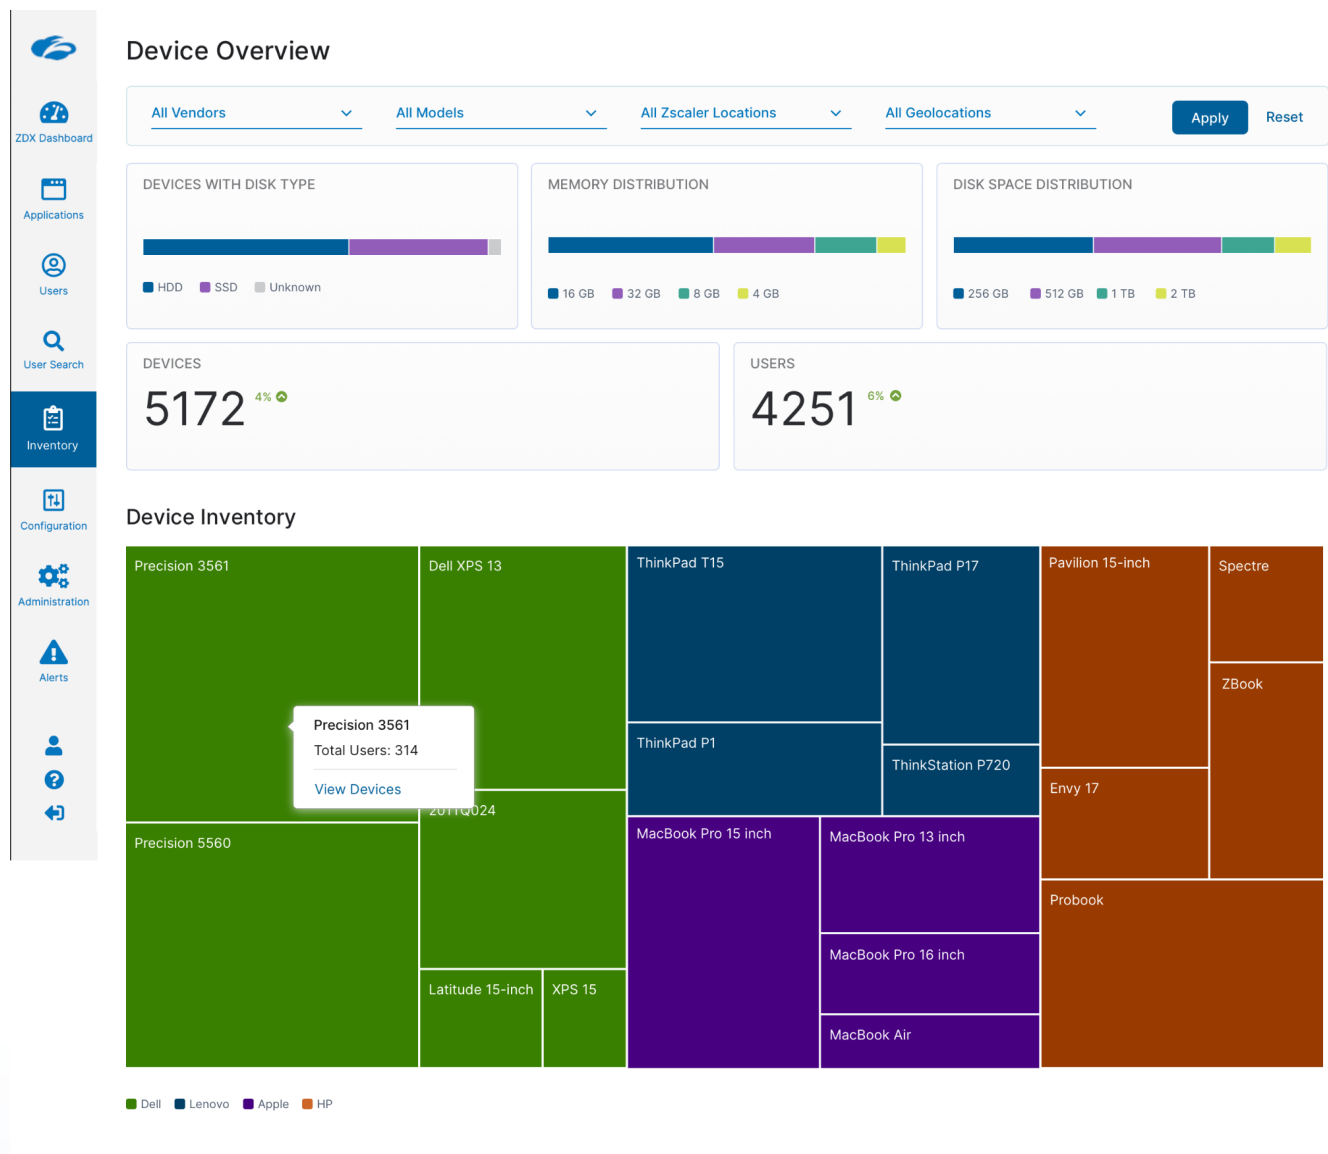 Device Overview
ZDX Dashboard
Applications
Users
User Search
Inventory
Configuration
Administration
Alerts
All Vendors
All Models
All Zscaler Locations
All Geolocations
Apply
Reset
DEVICES WITH DISK TYPE
HDD SSD Unknown
MEMORY DISTRIBUTION
16 GB 32 GB 8 GB 4 GB
DISK SPACE DISTRIBUTION
256 GB 512 GB 1 TB 2 TB
DEVICES
5172 4%
USERS
4251 6%
Device Inventory
Precision 3561
Dell XPS 13
ThinkPad T15
ThinkPad P17
Pavilion 15-inch
Spectre
ZBook
Precision 3561
Total Users: 314
View Devices
ThinkPad P1
ThinkStation P720
Envy 17
2011Q024
Precision 5560
MacBook Pro 15 inch
MacBook Pro 13 inch
Probook
MacBook Pro 16 inch
Latitude 15-inch
XPS 15
MacBook Air
Dell Lenovo Apple HP